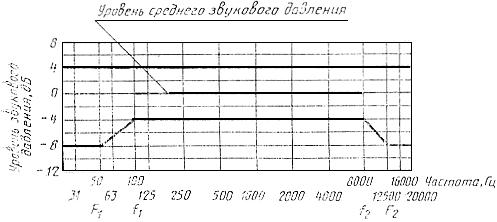 Уровень среднего звукового давления
Уровень звукового давления, дБ
8
4
0
-4
-8
-12
50 100 8000 16000 Частота, Гц
31 63 125 250 500 1000 2000 4000 12500 20000
F₁ f₁ f₂ F₂